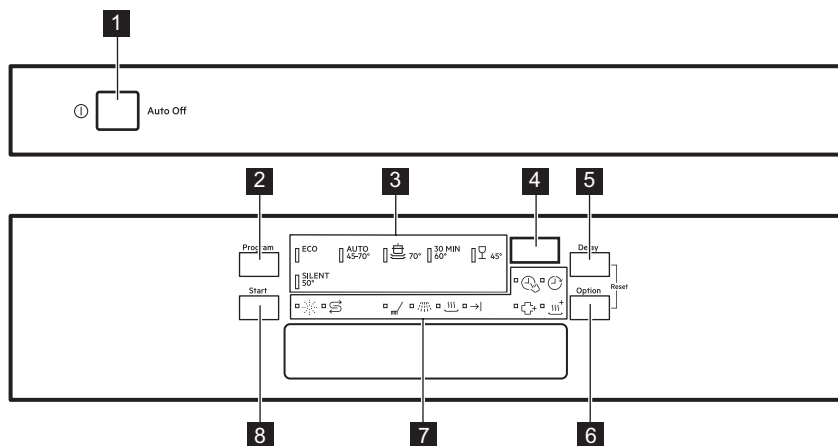 1
Auto Off
2
3
4
5
Program
ECO
AUTO
45-70°
70°
30 MIN
60°
45°
SILENT
50°
Delay
Reset
Start
Option
8
7
6